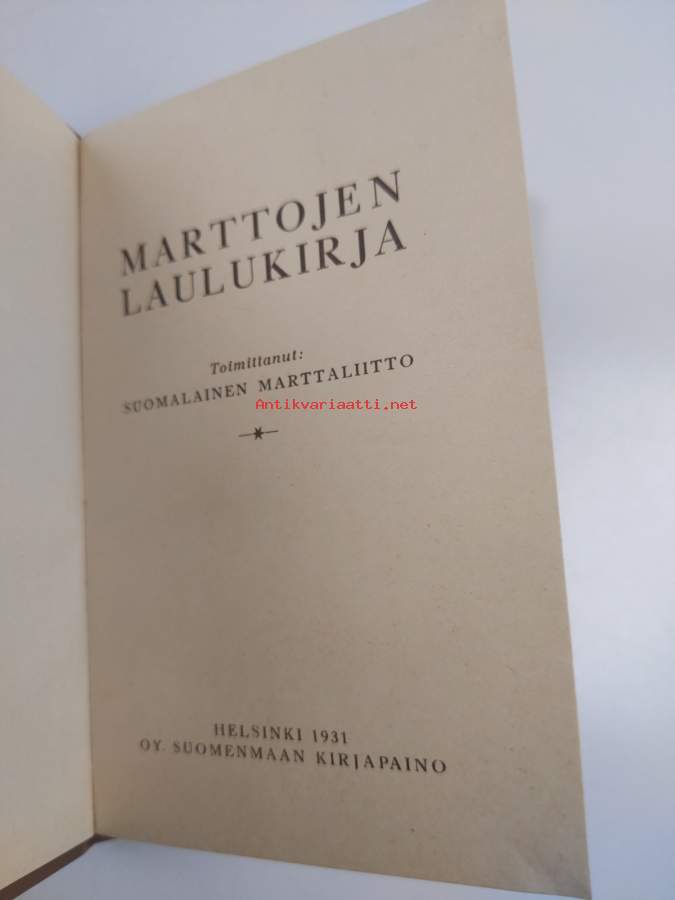 MARTTOJEN
LAULUKIRJA
Toimittanut:
SUOMALAINEN MARTTALIITTO
Antikvariaatti.net
HELSINKI 1931
OY. SUOMENMAAN KIRJAPAINO